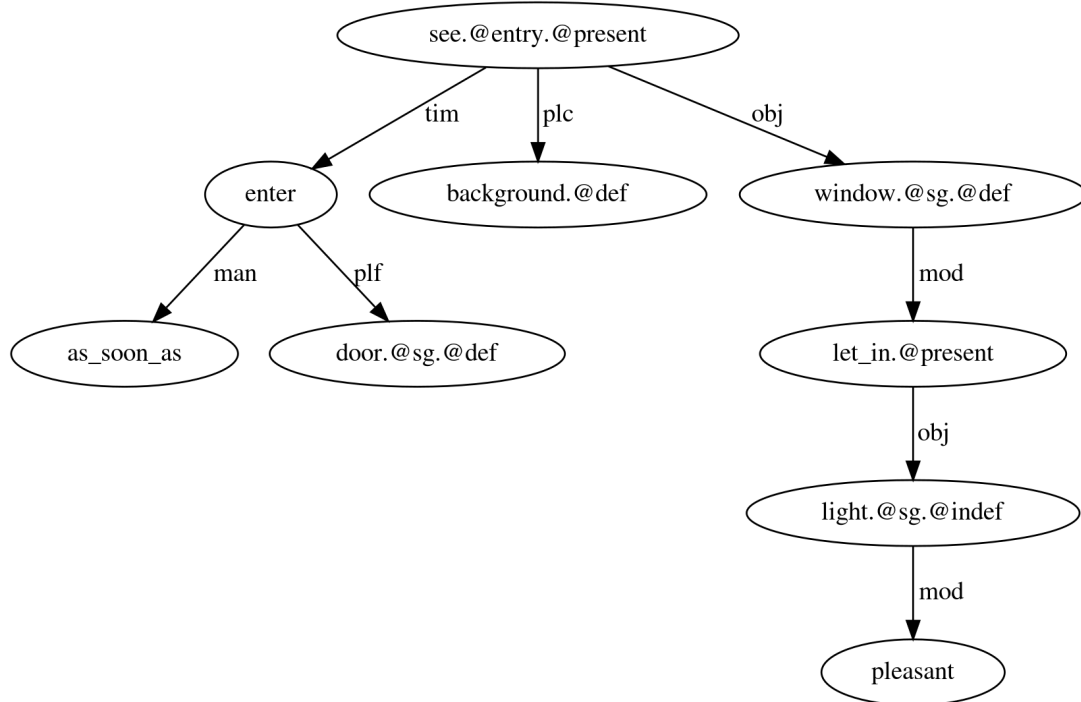 see.@entry.@present
tim
plc
obj
enter
background.@def
window.@sg.@def
man
plf
mod
as_soon_as
door.@sg.@def
let_in.@present
obj
light.@sg.@indef
mod
pleasant